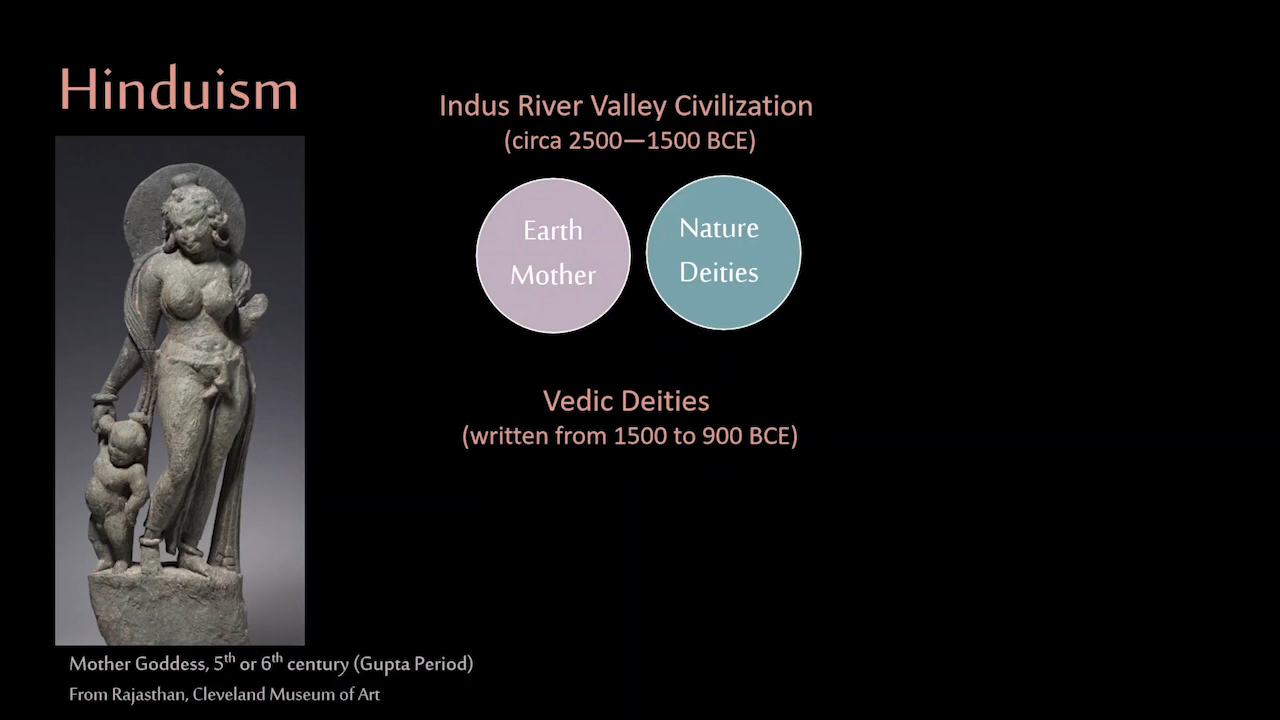 Hinduism
Indus River Valley Civilization
(circa 2500—1500 BCE)
Earth
Mother
Nature
Deities
Vedic Deities
(written from 1500 to 900 BCE)
Mother Goddess, 5th or 6th century (Gupta Period)
From Rajasthan, Cleveland Museum of Art